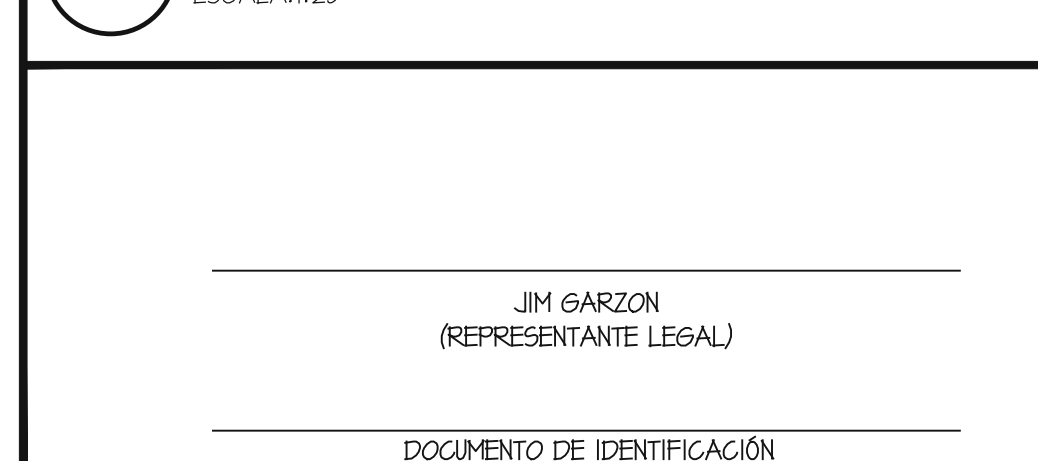 JIM GARZON
(REPRESENTANTE LEGAL)
DOCUMENTO DE IDENTIFICACIÓN